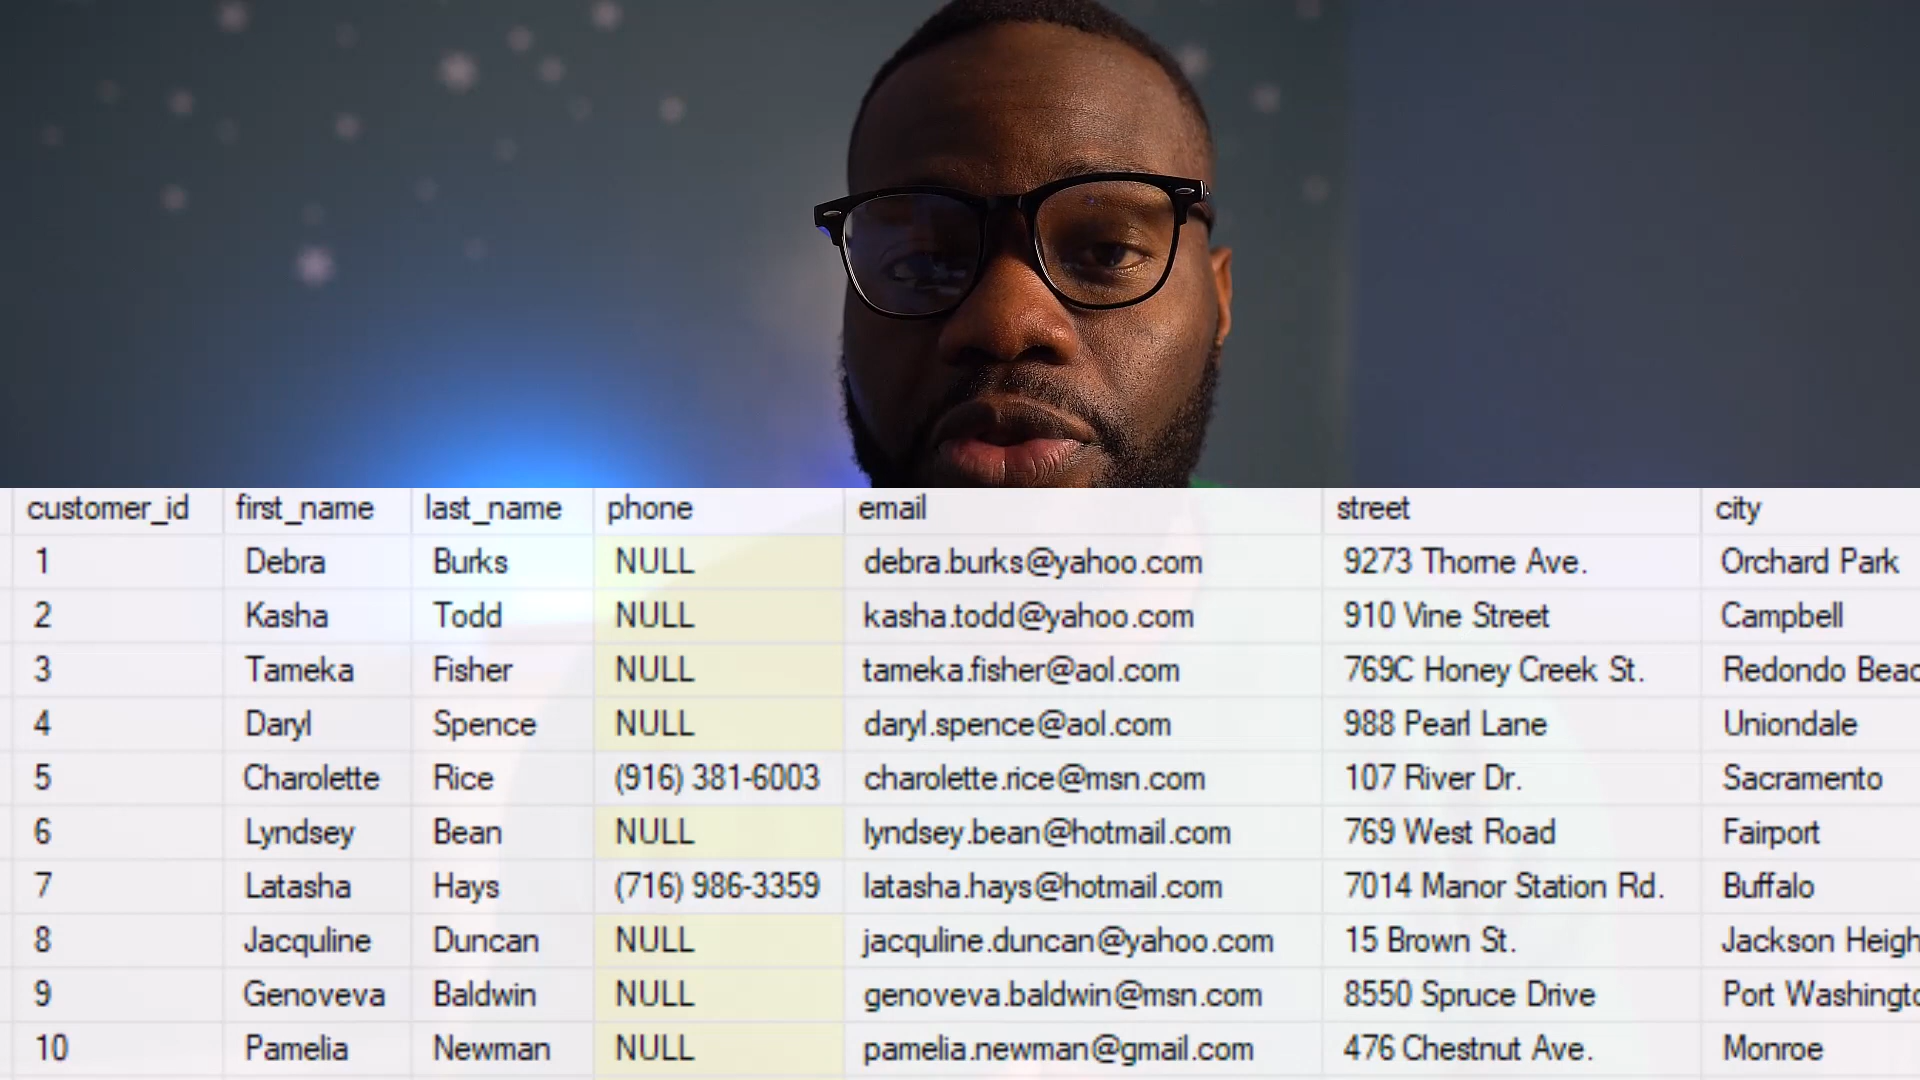 customer_id first_name last_name phone email street city
1 Debra Burks NULL debra.burks@yahoo.com 9273 Thorne Ave. Orchard Park
2 Kasha Todd NULL kasha.todd@yahoo.com 910 Vine Street Campbell
3 Tameka Fisher NULL tameka.fisher@aol.com 769C Honey Creek St. Redondo Beac
4 Daryl Spence NULL daryl.spence@aol.com 988 Pearl Lane Uniondale
5 Charolette Rice (916) 381-6003 charolette.rice@msn.com 107 River Dr. Sacramento
6 Lyndsey Bean NULL lyndsey.bean@hotmail.com 769 West Road Fairport
7 Latasha Hays (716) 986-3359 latasha.hays@hotmail.com 7014 Manor Station Rd. Buffalo
8 Jacquline Duncan NULL jacquline.duncan@yahoo.com 15 Brown St. Jackson Heigh
9 Genoveva Baldwin NULL genoveva.baldwin@msn.com 8550 Spruce Drive Port Washingto
10 Pamelia Newman NULL pamelia.newman@gmail.com 476 Chestnut Ave. Monroe